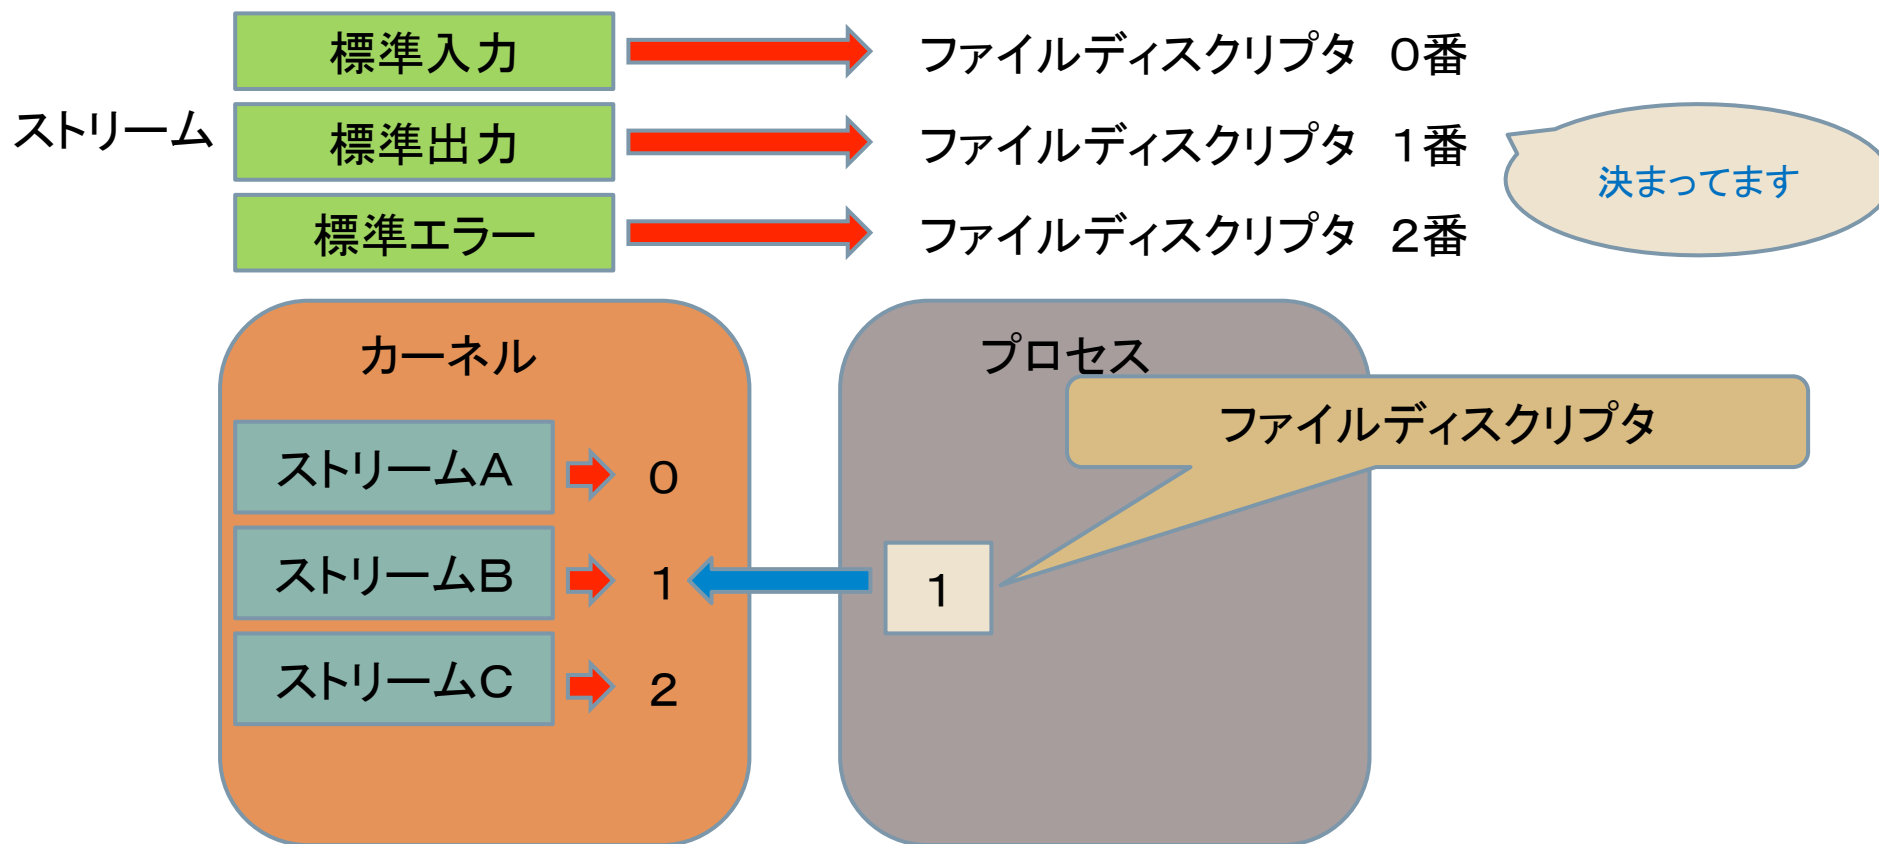 標準入力
ファイルディスクリプタ　0番
ストリーム
標準出力
ファイルディスクリプタ　1番
決まってます
標準エラー
ファイルディスクリプタ　2番
カーネル
プロセス
ファイルディスクリプタ
ストリームA
0
ストリームB
1
1
ストリームC
2